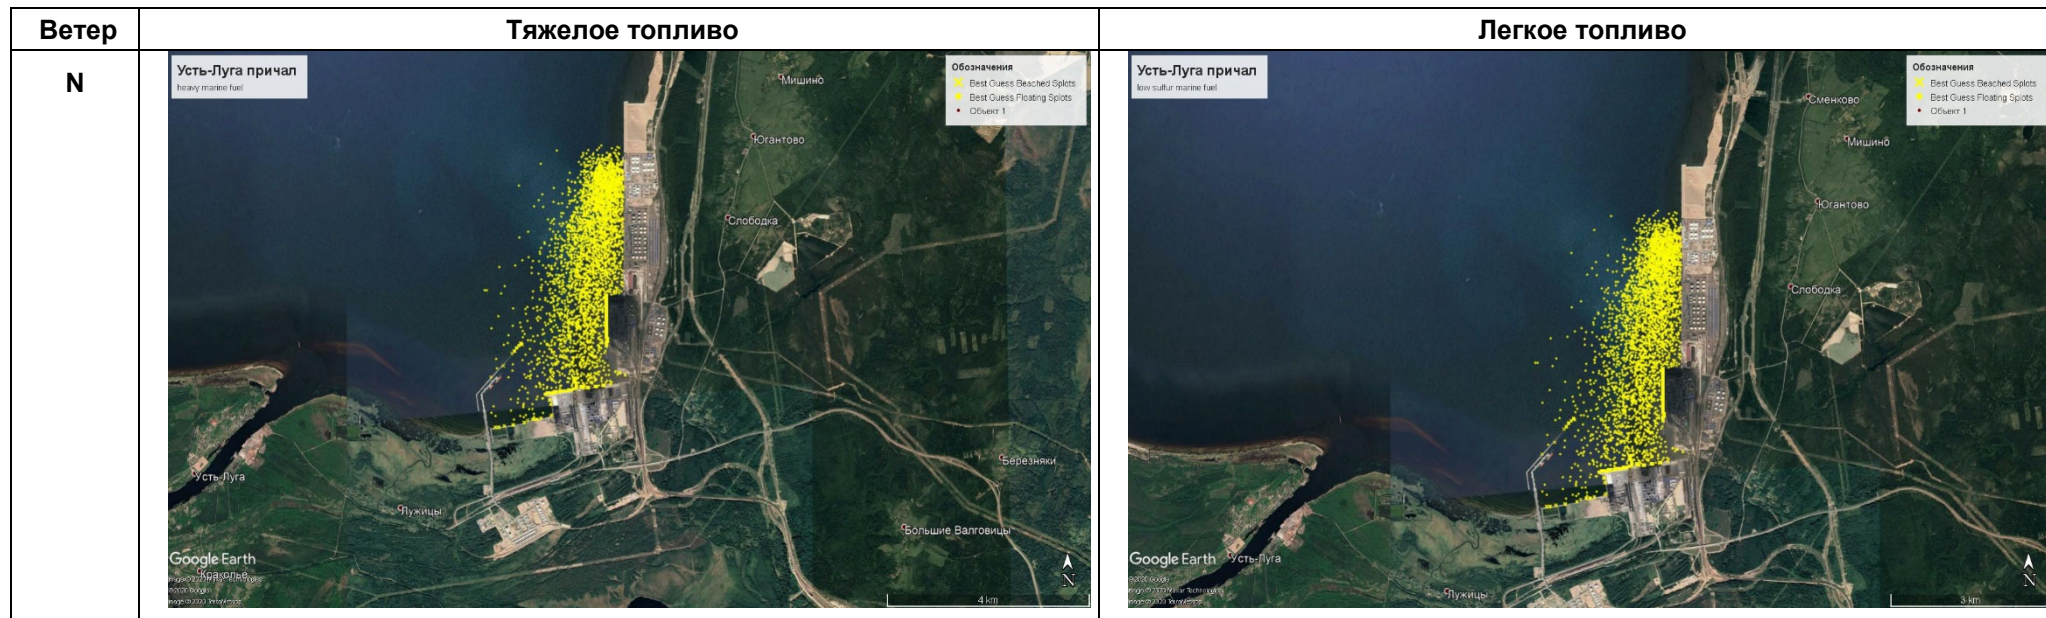 Ветер
Тяжелое топливо
Легкое топливо
N
Усть-Луга причал
heavy marine fuel
Обозначения
Best Guess Beached Splots
Best Guess Floating Splots
Объект 1
Мишино
Югантово
Слободка
Березняки
Большие Валговицы
Усть-Луга
Лужицы
Краколье
Google Earth
N
4 km
Усть-Луга причал
low sulfur marine fuel
Обозначения
Best Guess Beached Splots
Best Guess Floating Splots
Объект 1
Сменково
Мишино
Югантово
Слободка
Усть-Луга
Лужицы
Google Earth
N
3 km